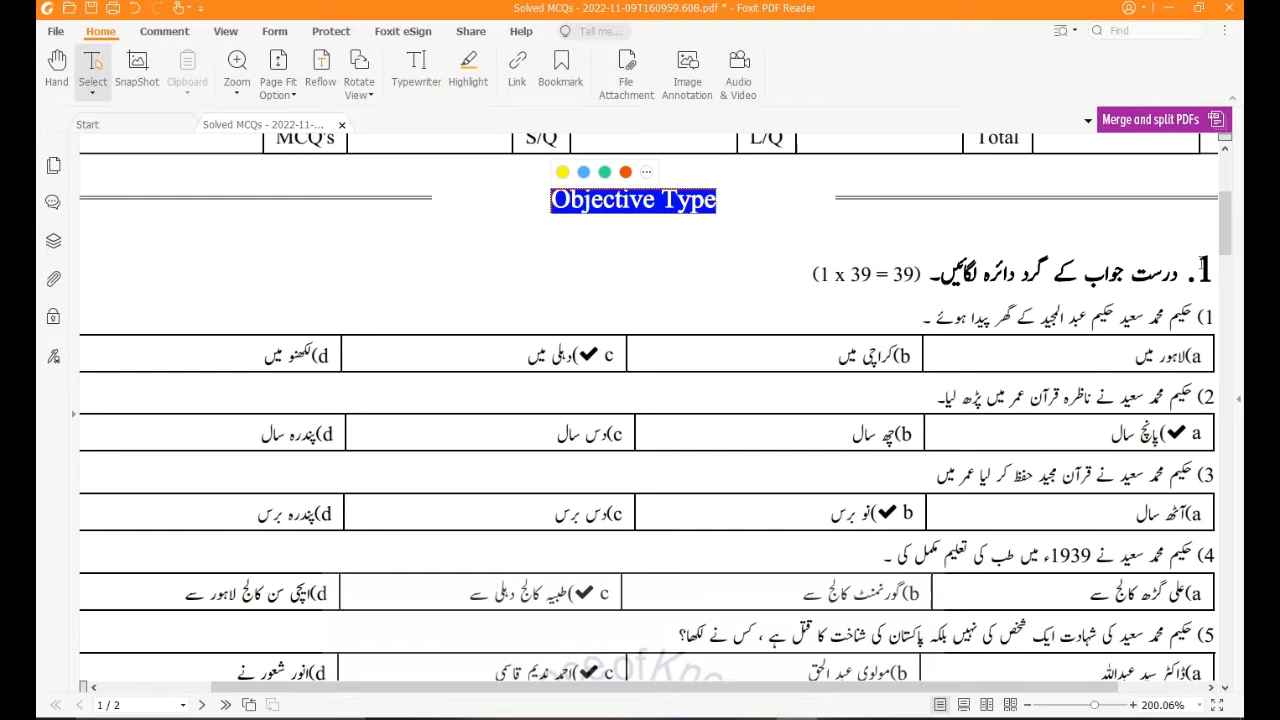 Solved MCQs - 2022-11-09T160959.608.pdf * - Foxit PDF Reader
File Home Comment View Form Protect Foxit eSign Share Help Tell me... Find
Hand Select SnapShot Clipboard Zoom Page Fit Option Reflow Rotate View Typewriter Highlight Link Bookmark File Attachment Image Annotation Audio & Video
Start Solved MCQs - 2022-11-... Merge and split PDFs
MCQ's S/Q L/Q Total
Objective Type
1. درست جواب کے گرد دائرہ لگائیں۔ (1 x 39 = 39)
1) حکیم محمد سعید حکیم عبد المجید کے گھر پیدا ہوئے ۔
a)لاہور میں b)کراچی میں c ✔)دہلی میں d)لکھنو میں
2) حکیم محمد سعید نے ناظرہ قرآن عمر میں پڑھ لیا۔
a ✔)پانچ سال b)چھ سال c)دس سال d)پندرہ سال
3) حکیم محمد سعید نے قرآن مجید حفظ کر لیا عمر میں
a)آٹھ سال b ✔)نو برس c)دس برس d)پندرہ برس
4) حکیم محمد سعید نے 1939ء میں طب کی تعلیم مکمل کی ۔
a)علی گڑھ کالج سے b)گورنمنٹ کالج سے c ✔)طبیہ کالج دہلی سے d)ایچی سن کالج لاہور سے
5) حکیم محمد سعید کی شہادت ایک شخص کی نہیں بلکہ پاکستان کی شناخت کا قتل ہے ، کس نے لکھا؟
a)ڈاکٹر سید عبداللہ b)مولوی عبد الحق c ✔)احمد ندیم قاسمی d)انور شعور نے
1 / 2 200.06%